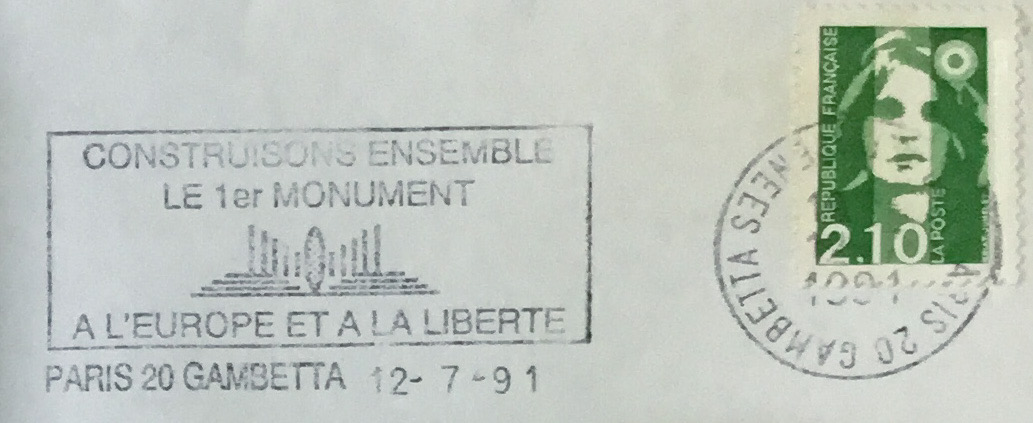 CONSTRUISONS ENSEMBLE
LE 1er MONUMENT
A L'EUROPE ET A LA LIBERTE
PARIS 20 GAMBETTA 12-7-91
REPUBLIQUE FRANÇAISE
2.10
LA POSTE
PARIS 20 GAMBETTA
1991